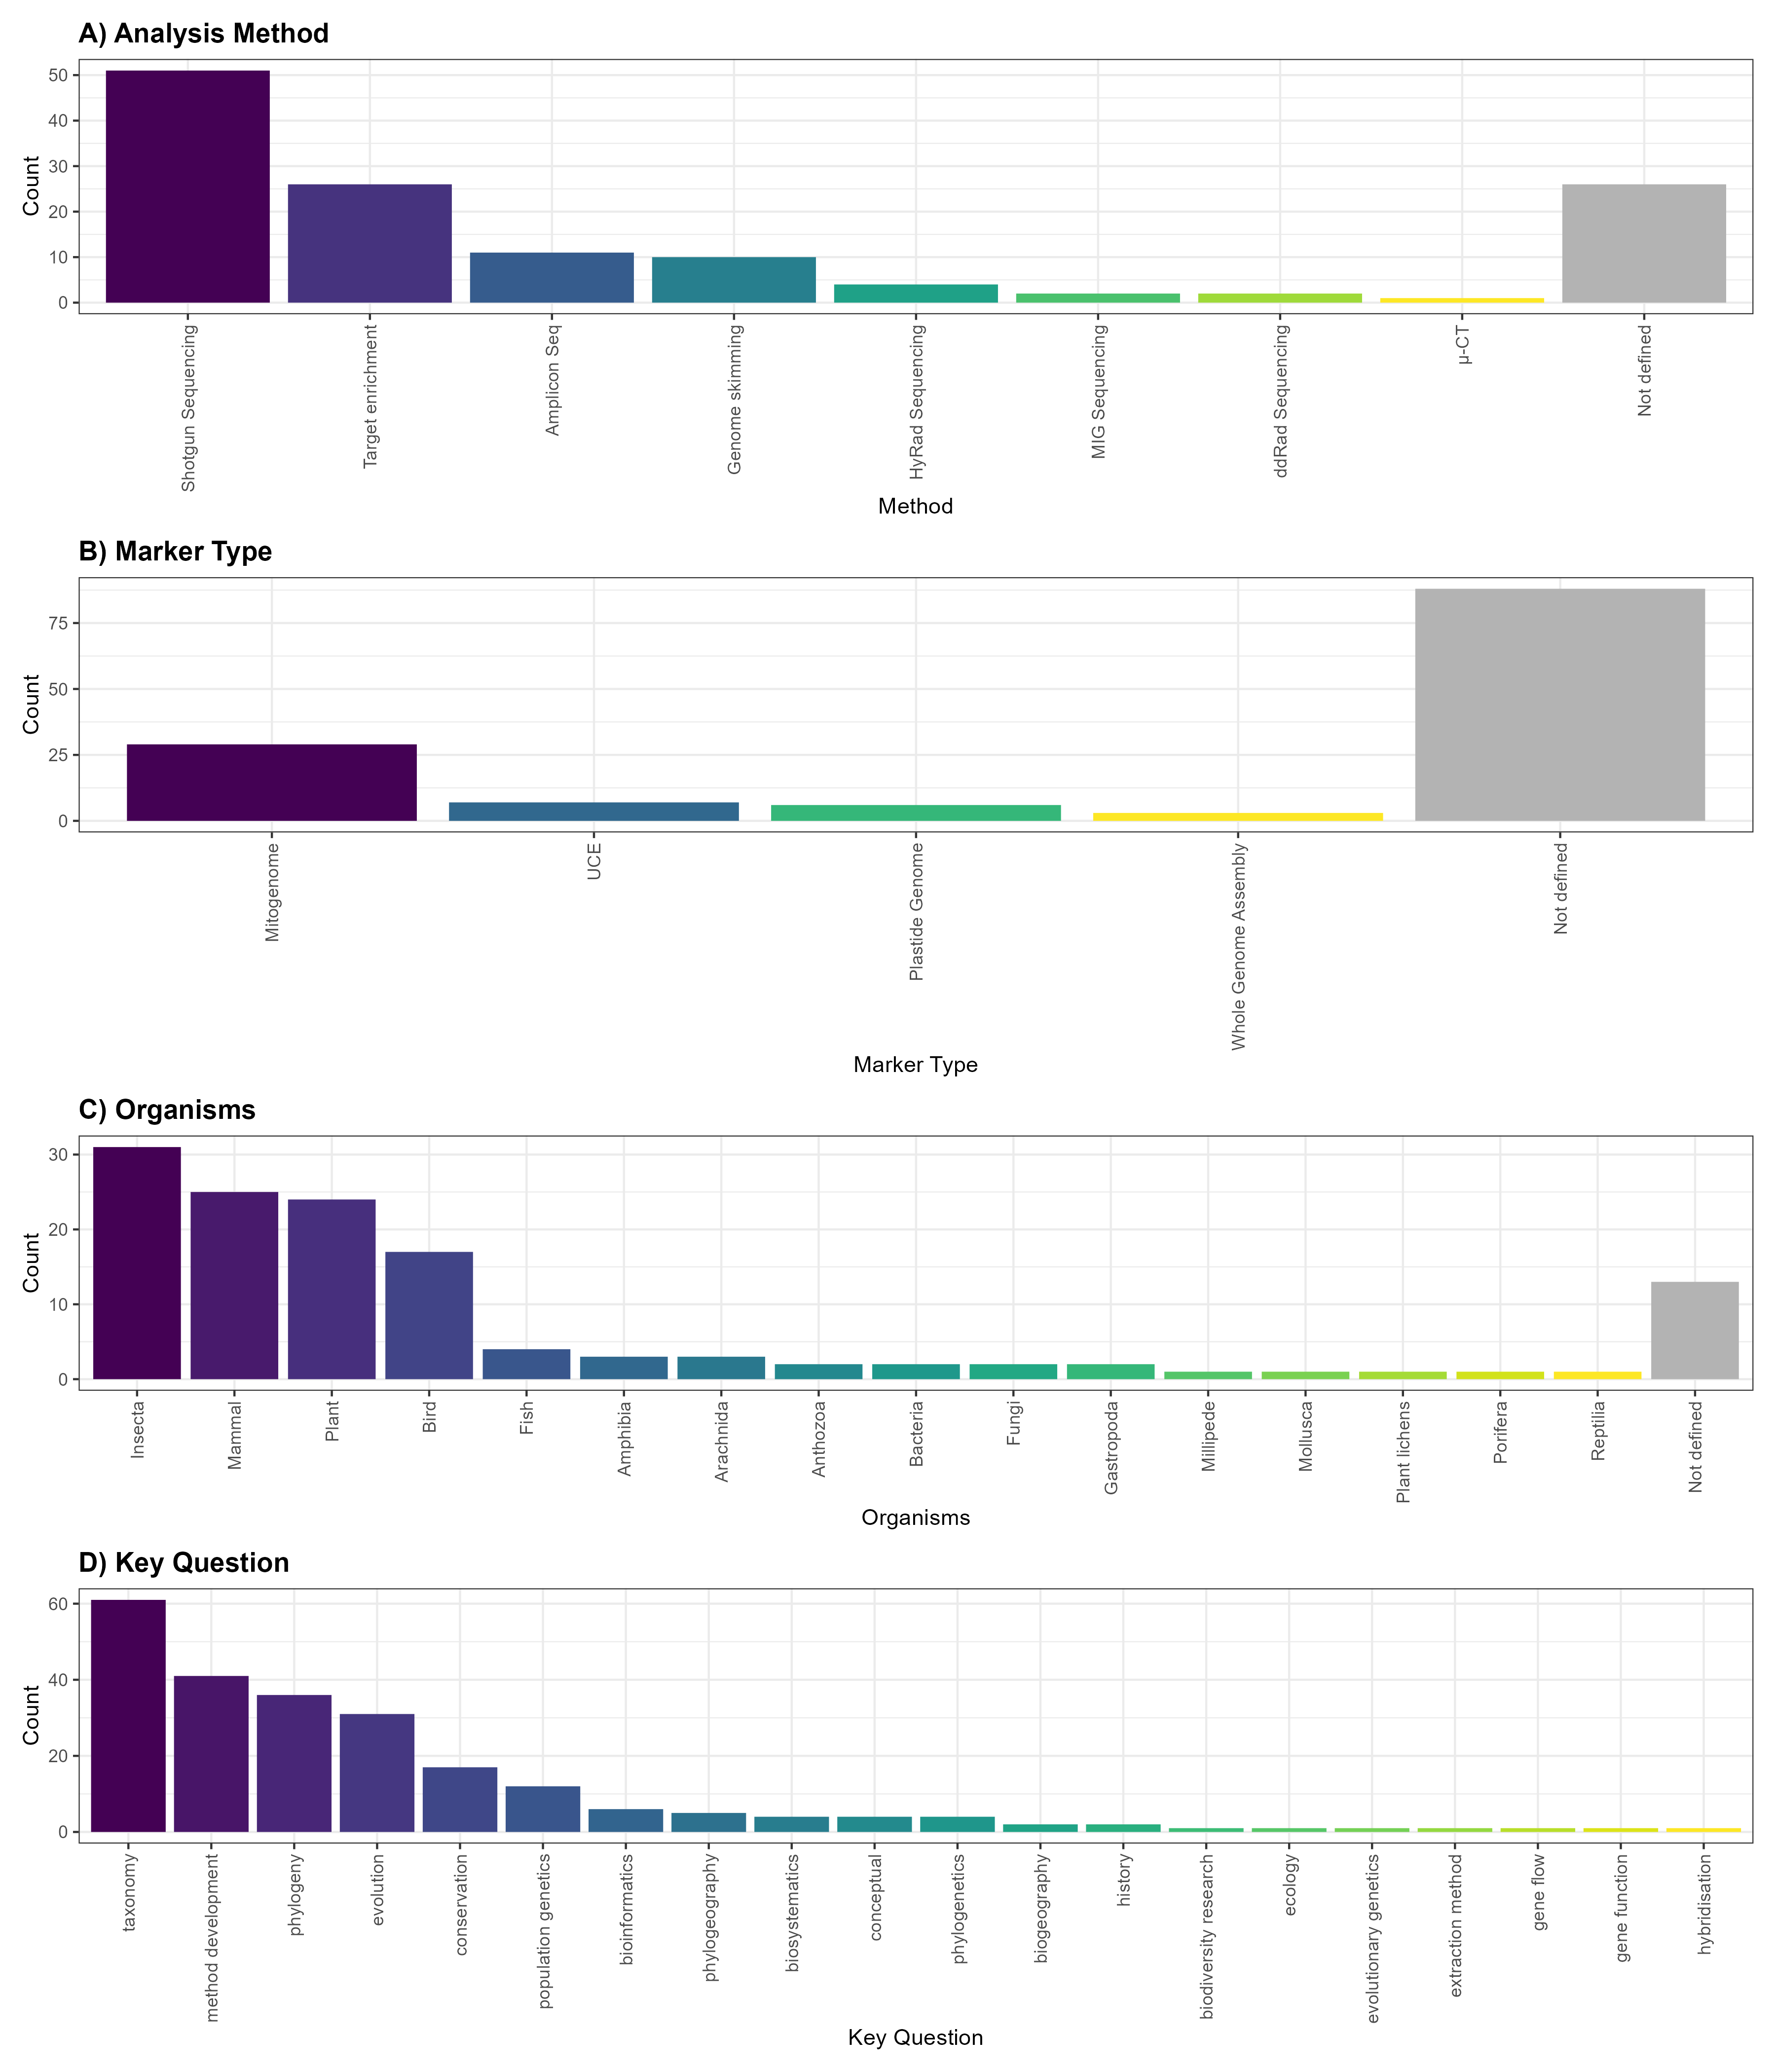 A) Analysis Method
Count
50
40
30
20
10
0
Shotgun Sequencing
Target enrichment
Amplicon Seq
Genome skimming
HyRad Sequencing
MIG Sequencing
ddRad Sequencing
μ-CT
Not defined
Method
B) Marker Type
Count
75
50
25
0
Mitogenome
UCE
Plastide Genome
Whole Genome Assembly
Not defined
Marker Type
C) Organisms
Count
30
20
10
0
Insecta
Mammal
Plant
Bird
Fish
Amphibia
Arachnida
Anthozoa
Bacteria
Fungi
Gastropoda
Millipede
Mollusca
Plant lichens
Porifera
Reptilia
Not defined
Organisms
D) Key Question
Count
60
40
20
0
taxonomy
method development
phylogeny
evolution
conservation
population genetics
bioinformatics
phylogeography
biosystematics
conceptual
phylogenetics
biogeography
history
biodiversity research
ecology
evolutionary genetics
extraction method
gene flow
gene function
hybridisation
Key Question